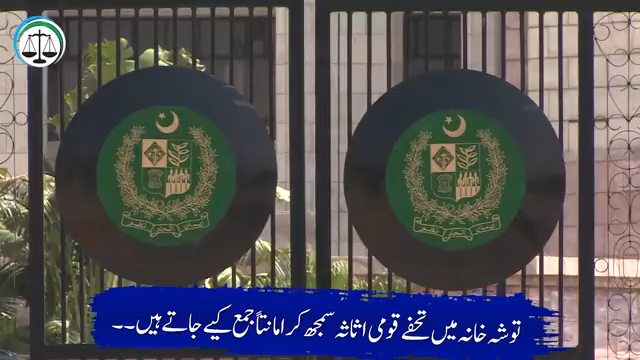 توشہ خانہ میں تحفے قومی اثاثہ سمجھ کر امانتاً جمع کیے جاتے ہیں۔۔